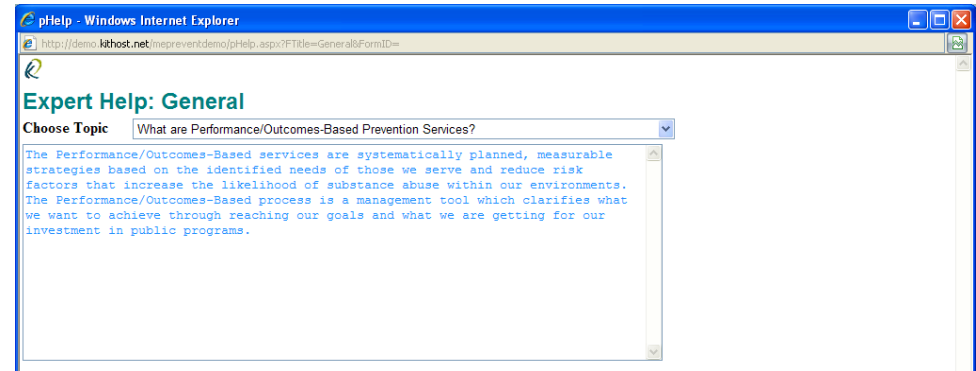 pHelp - Windows Internet Explorer
http://demo.kithost.net/mepreventdemo/pHelp.aspx?FTitle=General&FormID=
Expert Help: General
Choose Topic What are Performance/Outcomes-Based Prevention Services?
The Performance/Outcomes-Based services are systematically planned, measurable
strategies based on the identified needs of those we serve and reduce risk
factors that increase the likelihood of substance abuse within our environments.
The Performance/Outcomes-Based process is a management tool which clarifies what
we want to achieve through reaching our goals and what we are getting for our
investment in public programs.